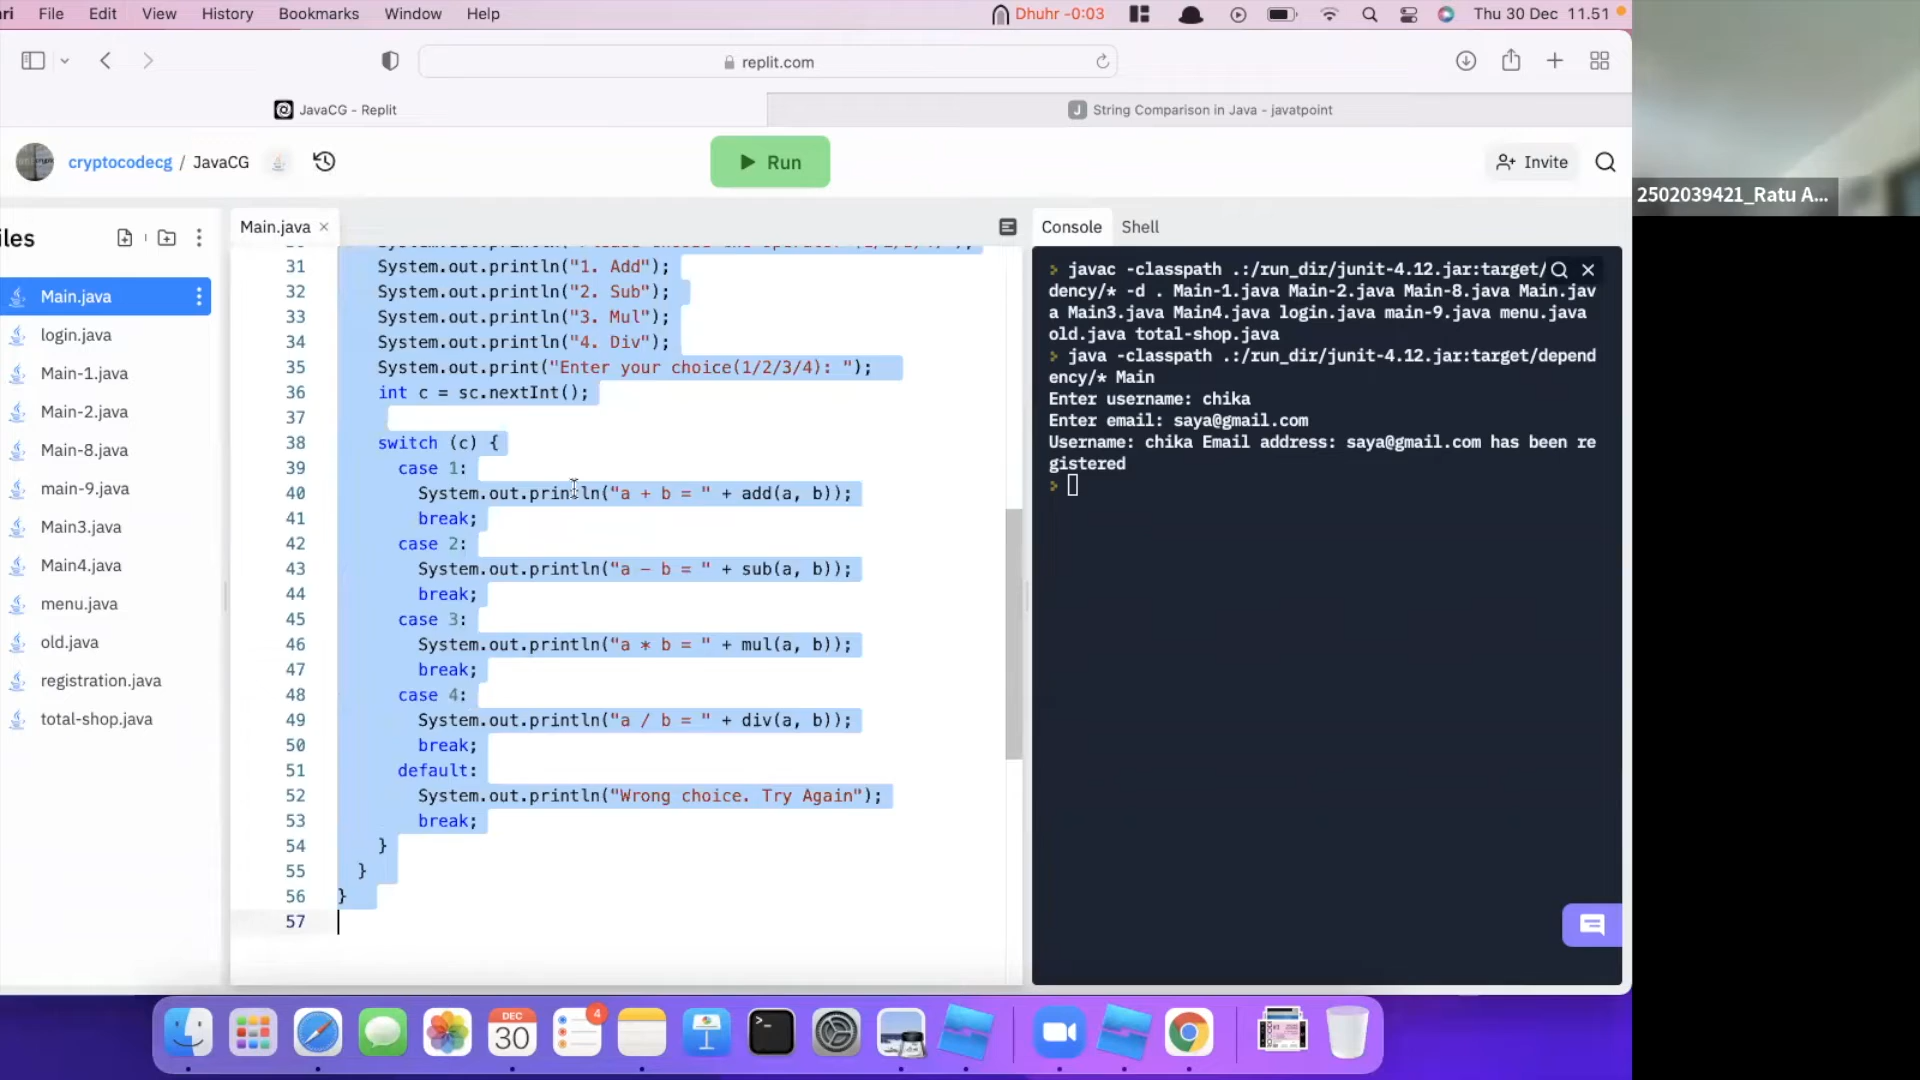 ri File Edit View History Bookmarks Window Help Dhuhr -0:03 Thu 30 Dec 11.51
replit.com
JavaCG - Replit
J String Comparison in Java - javatpoint
cryptocodecg / JavaCG
Run
Invite
2502039421_Ratu A...
iles
Main.java
login.java
Main-1.java
Main-2.java
Main-8.java
main-9.java
Main3.java
Main4.java
menu.java
old.java
registration.java
total-shop.java
Main.java
31 System.out.println("1. Add");
32 System.out.println("2. Sub");
33 System.out.println("3. Mul");
34 System.out.println("4. Div");
35 System.out.print("Enter your choice(1/2/3/4): ");
36 int c = sc.nextInt();
37
38 switch (c) {
39 case 1:
40 System.out.println("a + b = " + add(a, b));
41 break;
42 case 2:
43 System.out.println("a - b = " + sub(a, b));
44 break;
45 case 3:
46 System.out.println("a * b = " + mul(a, b));
47 break;
48 case 4:
49 System.out.println("a / b = " + div(a, b));
50 break;
51 default:
52 System.out.println("Wrong choice. Try Again");
53 break;
54 }
55 }
56 }
57
Console Shell
> javac -classpath .:/run_dir/junit-4.12.jar:target/
dency/* -d . Main-1.java Main-2.java Main-8.java Main.jav
a Main3.java Main4.java login.java main-9.java menu.java
old.java total-shop.java
> java -classpath .:/run_dir/junit-4.12.jar:target/depend
ency/* Main
Enter username: chika
Enter email: saya@gmail.com
Username: chika Email address: saya@gmail.com has been re
gistered
>
DEC
30
4